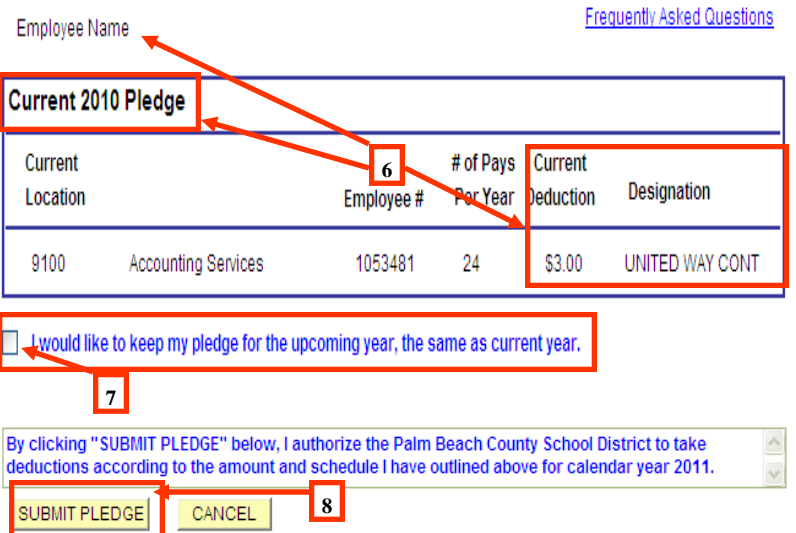 Frequently Asked Questions
Employee Name
Current 2010 Pledge
6
Current Location
Employee #
# of Pays Per Year
Current Deduction
Designation
9100 Accounting Services 1053481 24 $3.00 UNITED WAY CONT
I would like to keep my pledge for the upcoming year, the same as current year.
7
By clicking "SUBMIT PLEDGE" below, I authorize the Palm Beach County School District to take
deductions according to the amount and schedule I have outlined above for calendar year 2011.
SUBMIT PLEDGE CANCEL 8